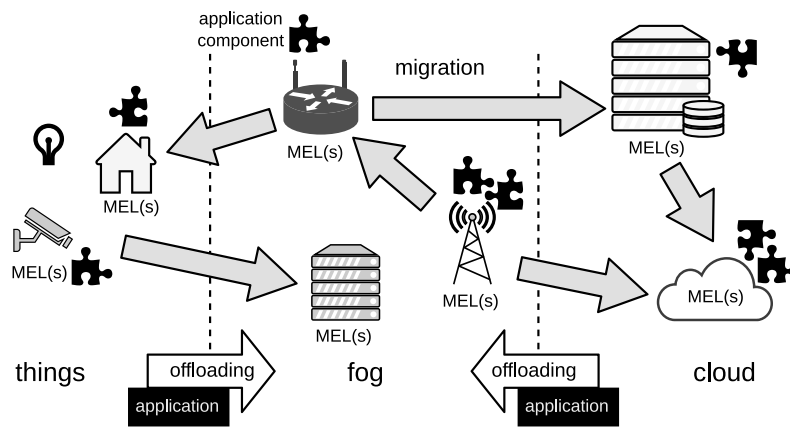 application
component
migration
MEL(s)
MEL(s)
MEL(s)
MEL(s)
MEL(s)
MEL(s)
MEL(s)
things
offloading
fog
offloading
cloud
application
application